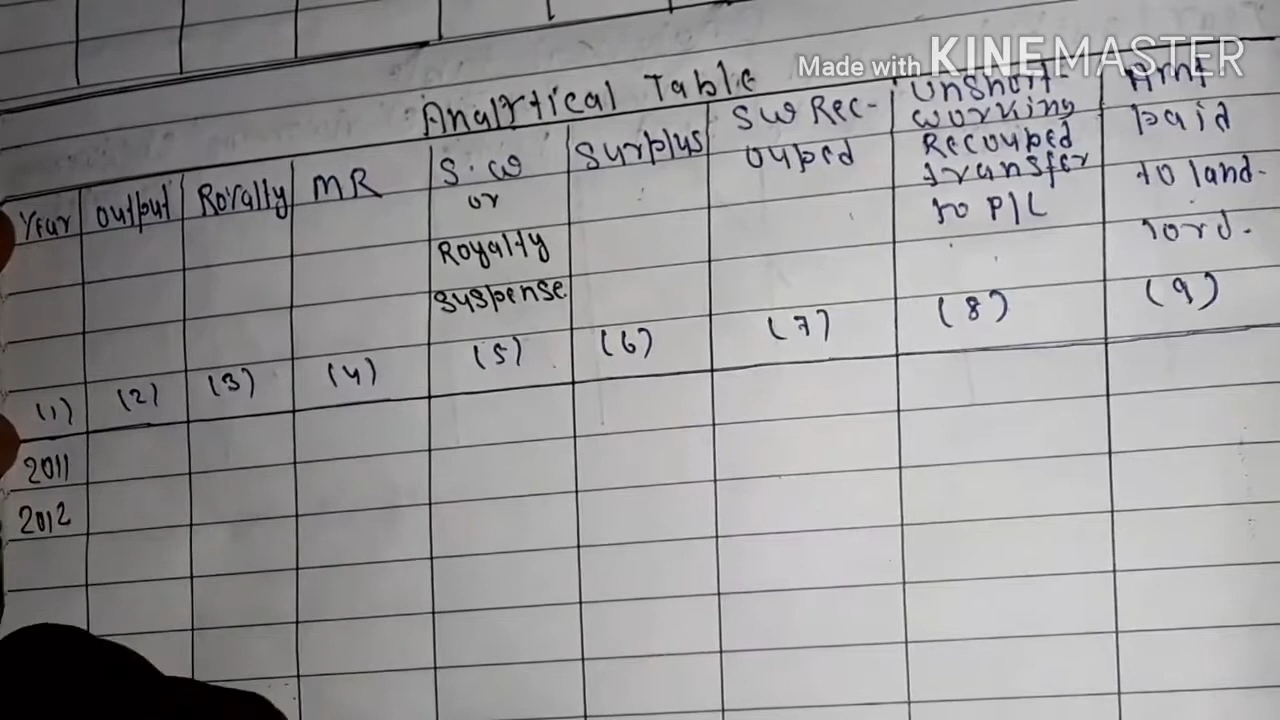 Made with KINEMASTER
Analytical Table
Year
output
Royalty
MR
S.W
or
Royalty
suspense
Surplus
SW Rec-
ouped
unshort-
working
Recouped
transfer
to P/L
Amt
paid
to land-
lord.
(1) (2) (3) (4) (5) (6) (7) (8) (9)
2011
2012